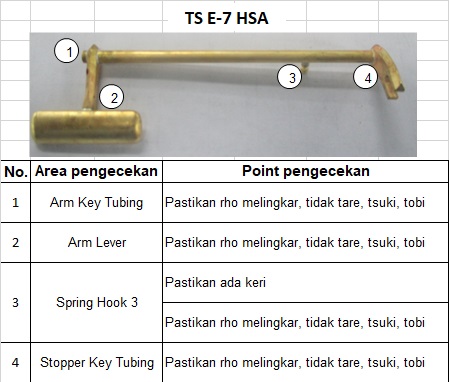 TS E-7 HSA
1
2
3
4
No. Area pengecekan Point pengecekan
1 Arm Key Tubing Pastikan rho melingkar, tidak tare, tsuki, tobi
2 Arm Lever Pastikan rho melingkar, tidak tare, tsuki, tobi
3 Spring Hook 3 Pastikan ada keri
Pastikan rho melingkar, tidak tare, tsuki, tobi
4 Stopper Key Tubing Pastikan rho melingkar, tidak tare, tsuki, tobi